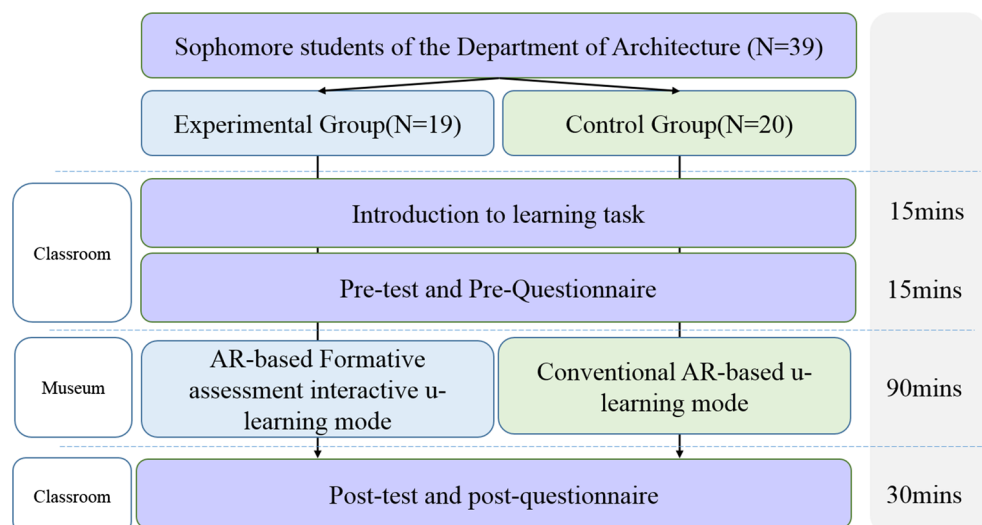 Sophomore students of the Department of Architecture (N=39)
Experimental Group(N=19)
Control Group(N=20)
Classroom
Introduction to learning task
15mins
Pre-test and Pre-Questionnaire
15mins
Museum
AR-based Formative
assessment interactive u-
learning mode
Conventional AR-based u-
learning mode
90mins
Classroom
Post-test and post-questionnaire
30mins